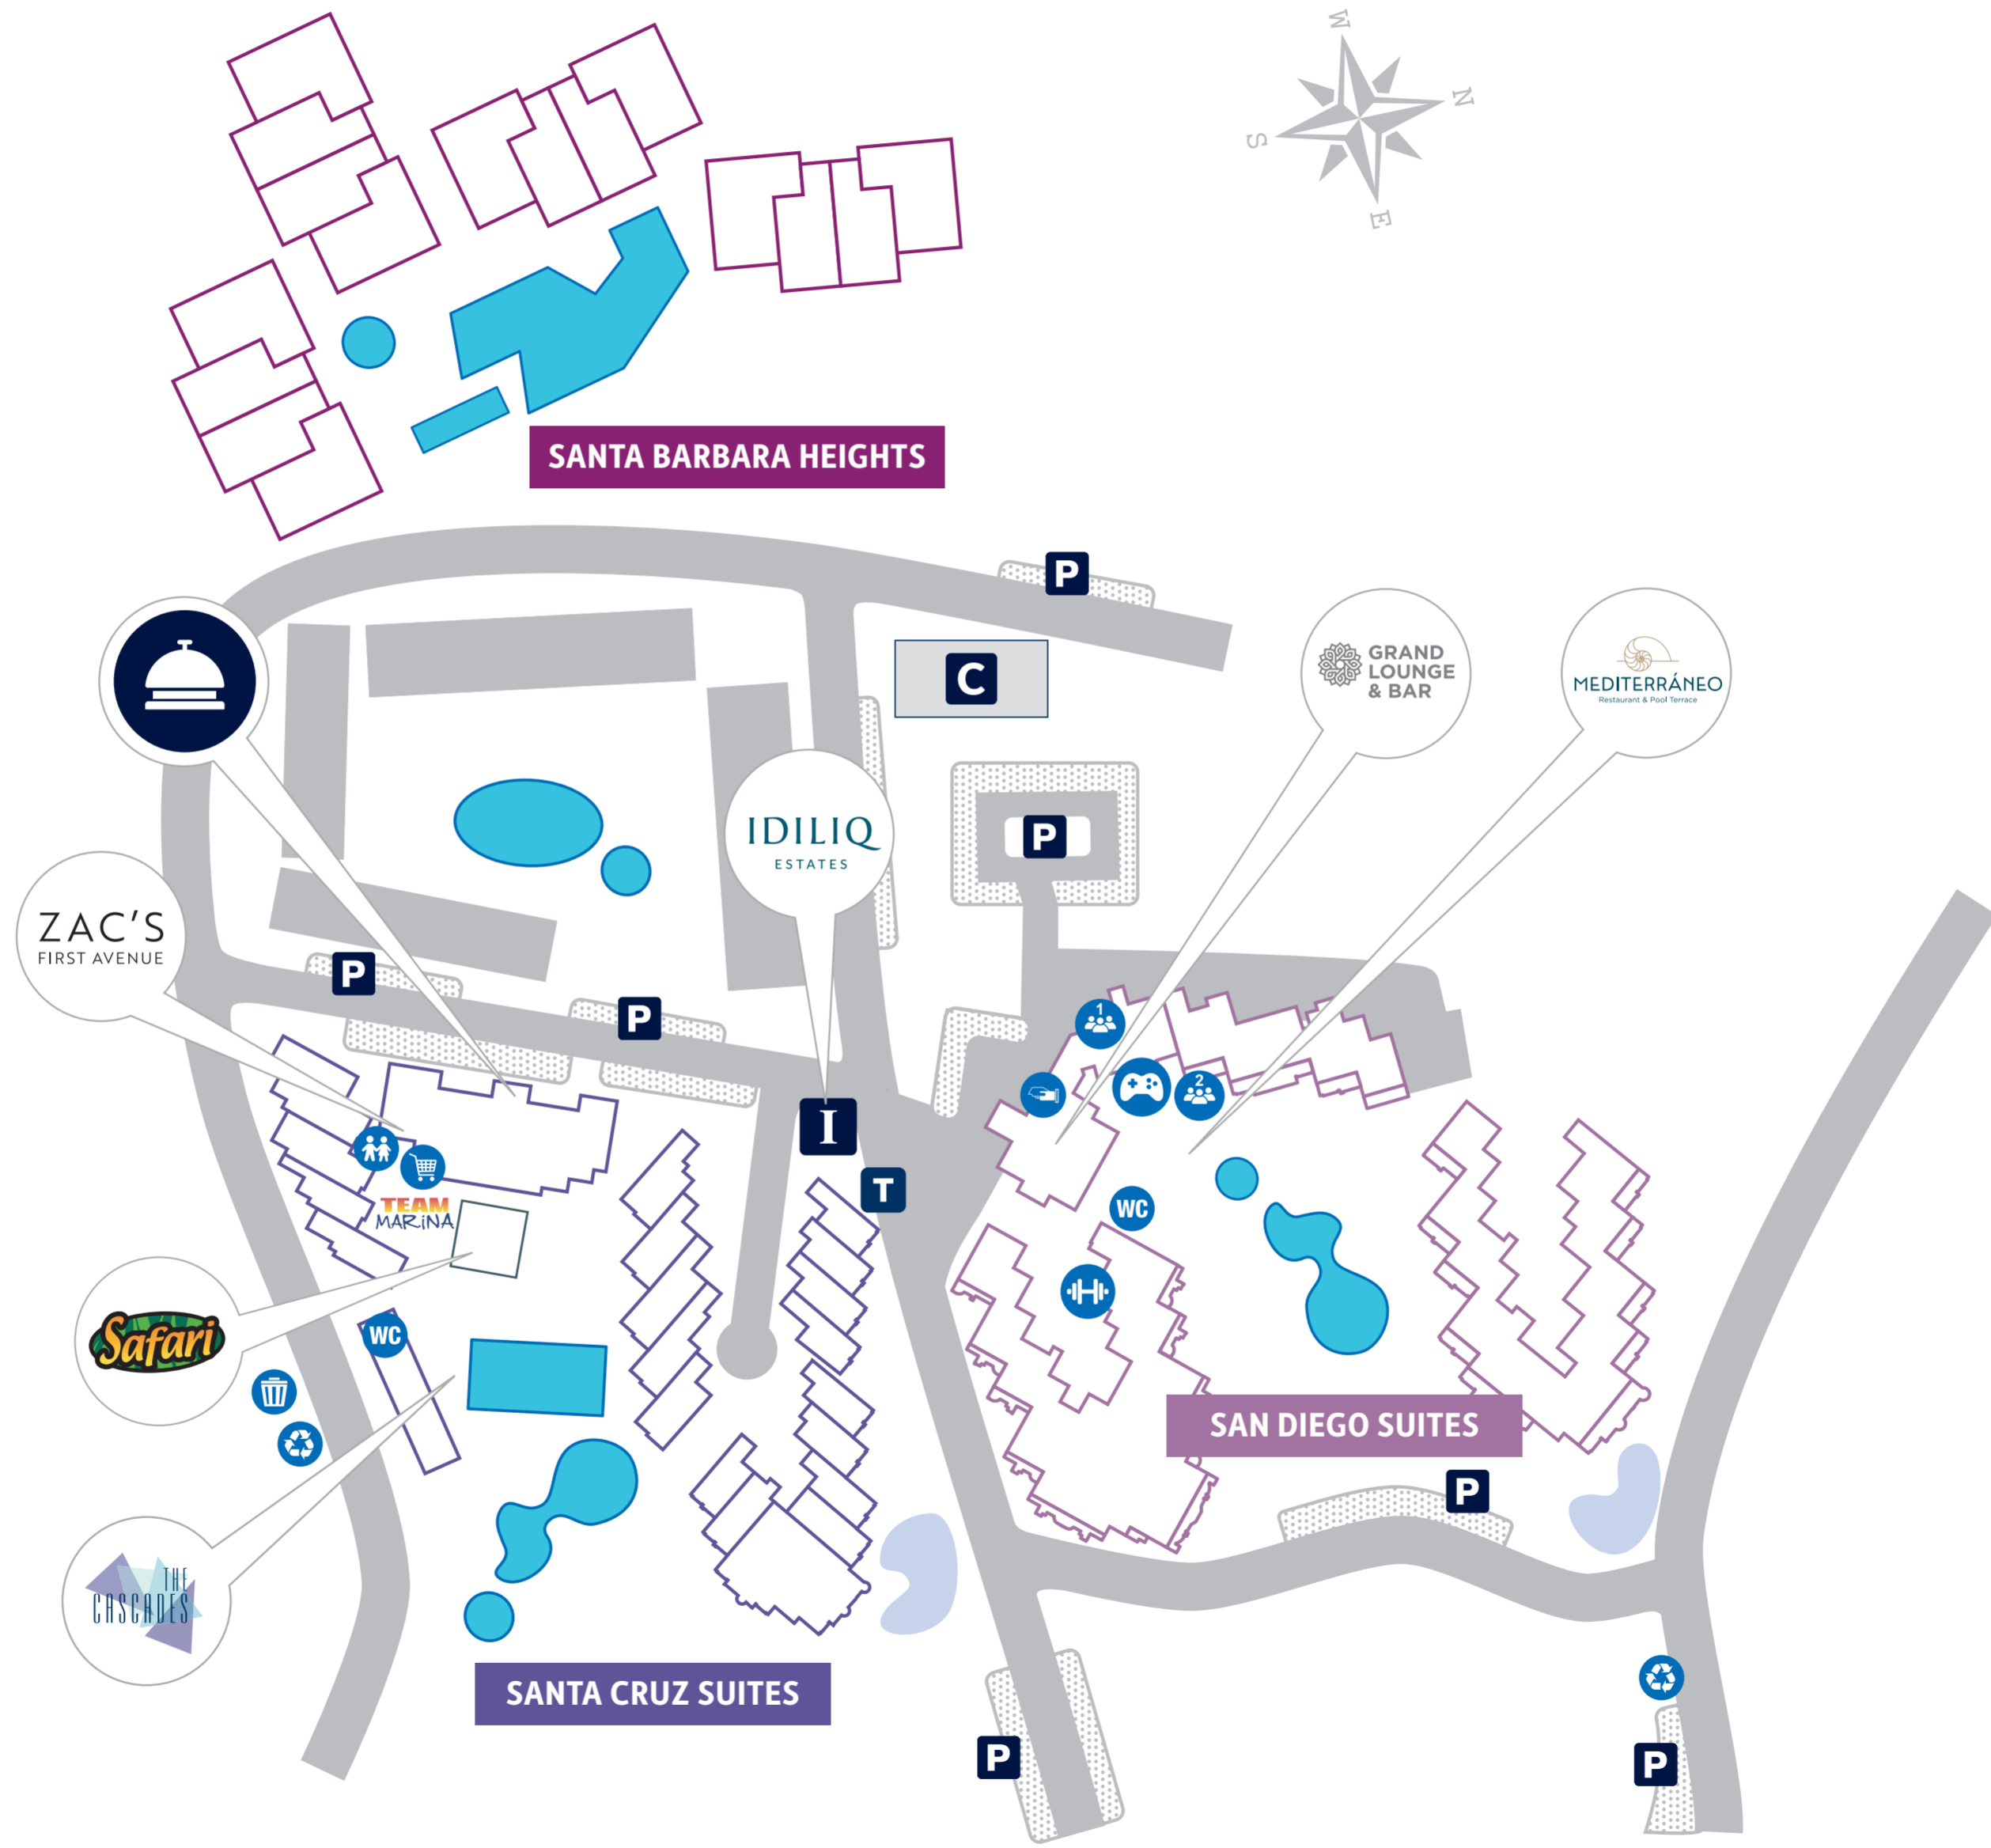 W
N
S
E
SANTA BARBARA HEIGHTS
P
C
GRAND
LOUNGE
& BAR
MEDITERRÁNEO
Restaurant & Pool Terrace
P
IDILIQ
ESTATES
ZAC'S
FIRST AVENUE
P
P
1
2
I
T
TEAM
MARiNA
WC
Safari
WC
THE
CASCADES
SAN DIEGO SUITES
P
SANTA CRUZ SUITES
P
P